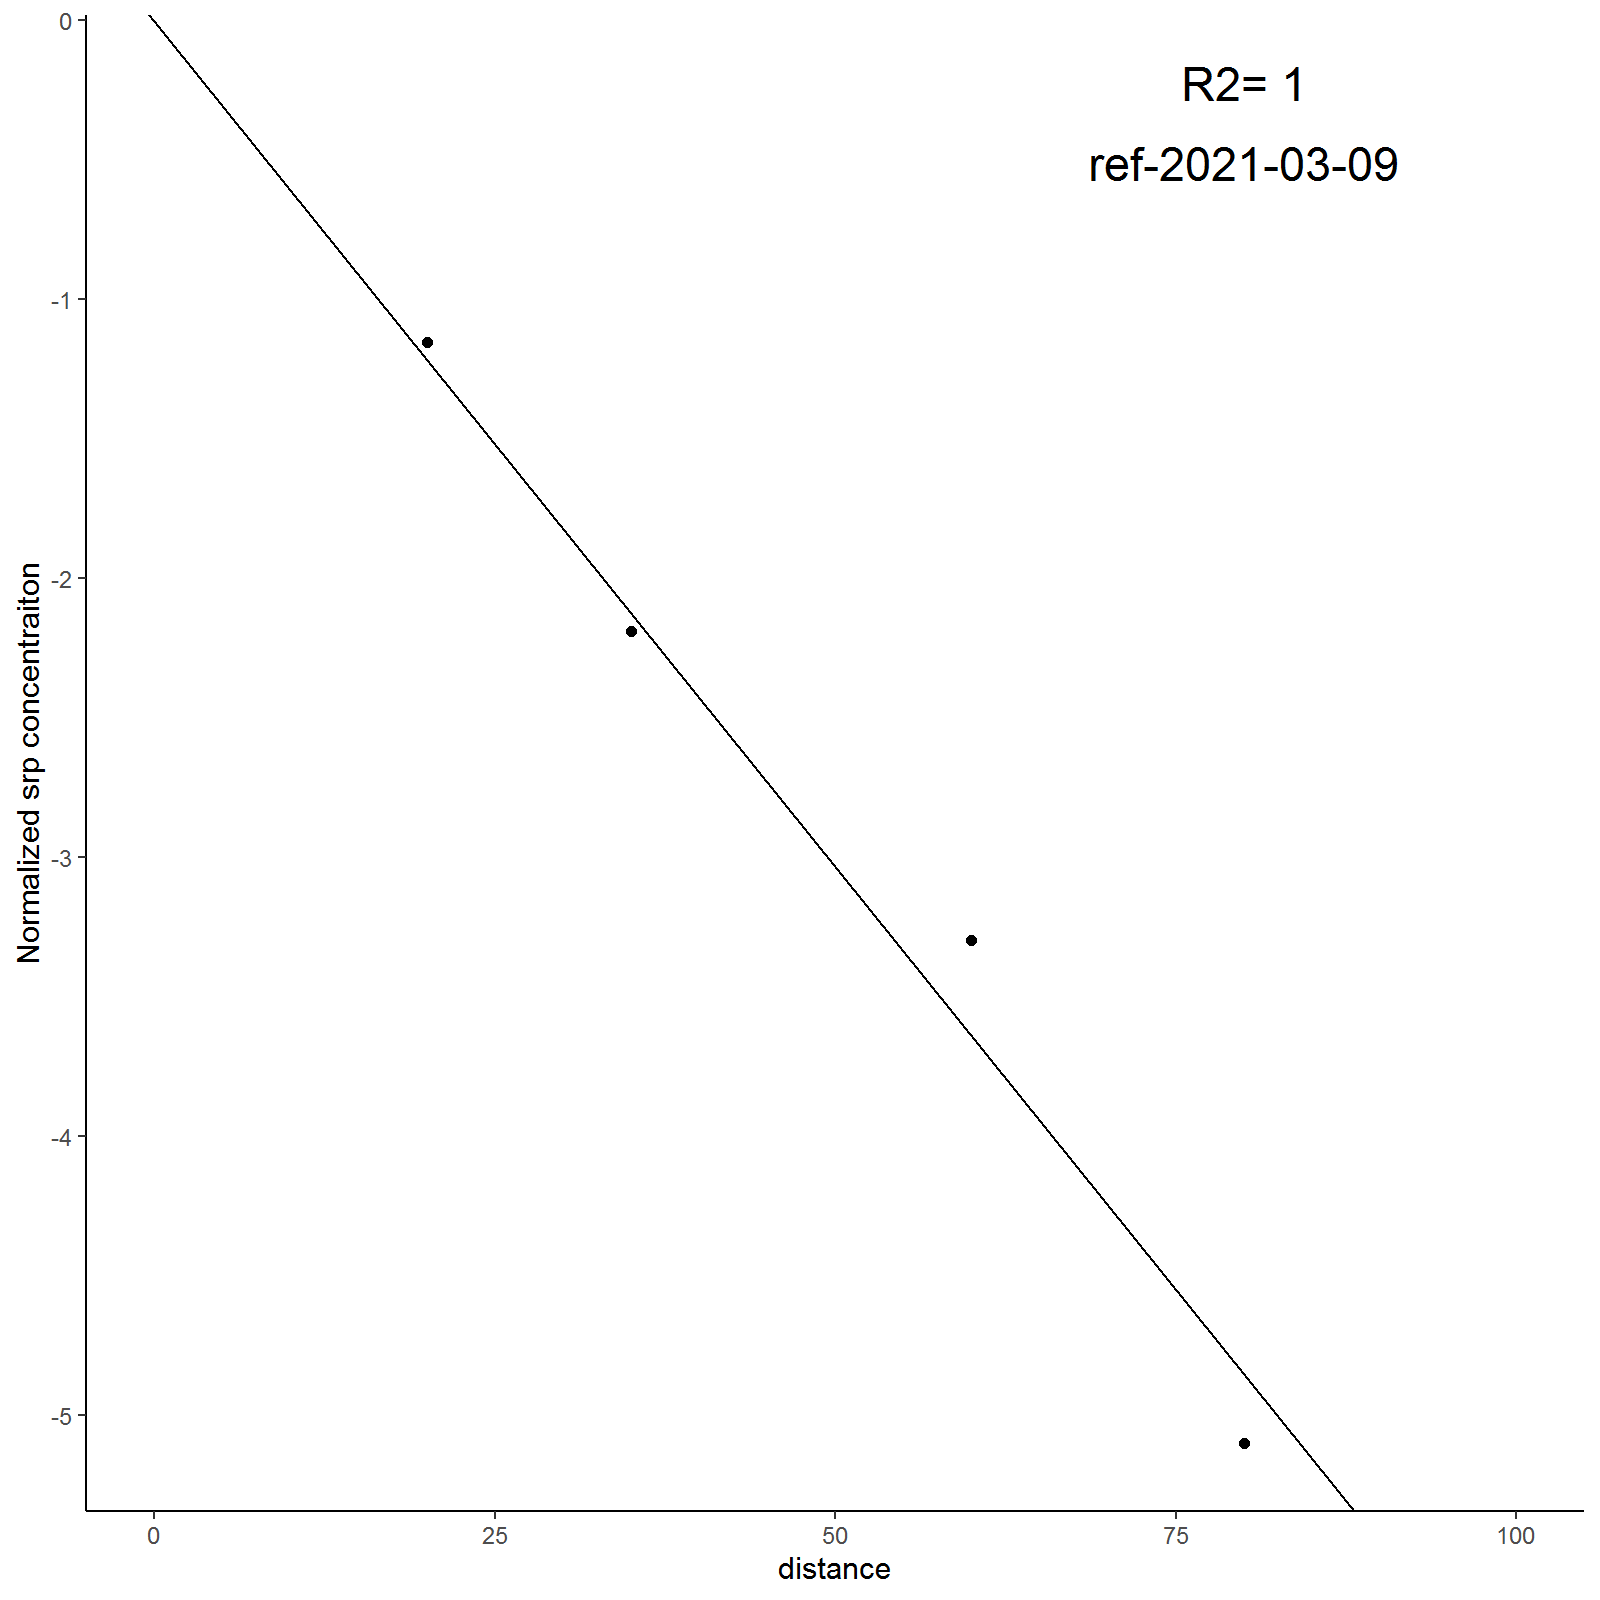 R2= 1
ref-2021-03-09
0
-1
-2
-3
-4
-5
Normalized srp concentraiton
0
25
50
75
100
distance